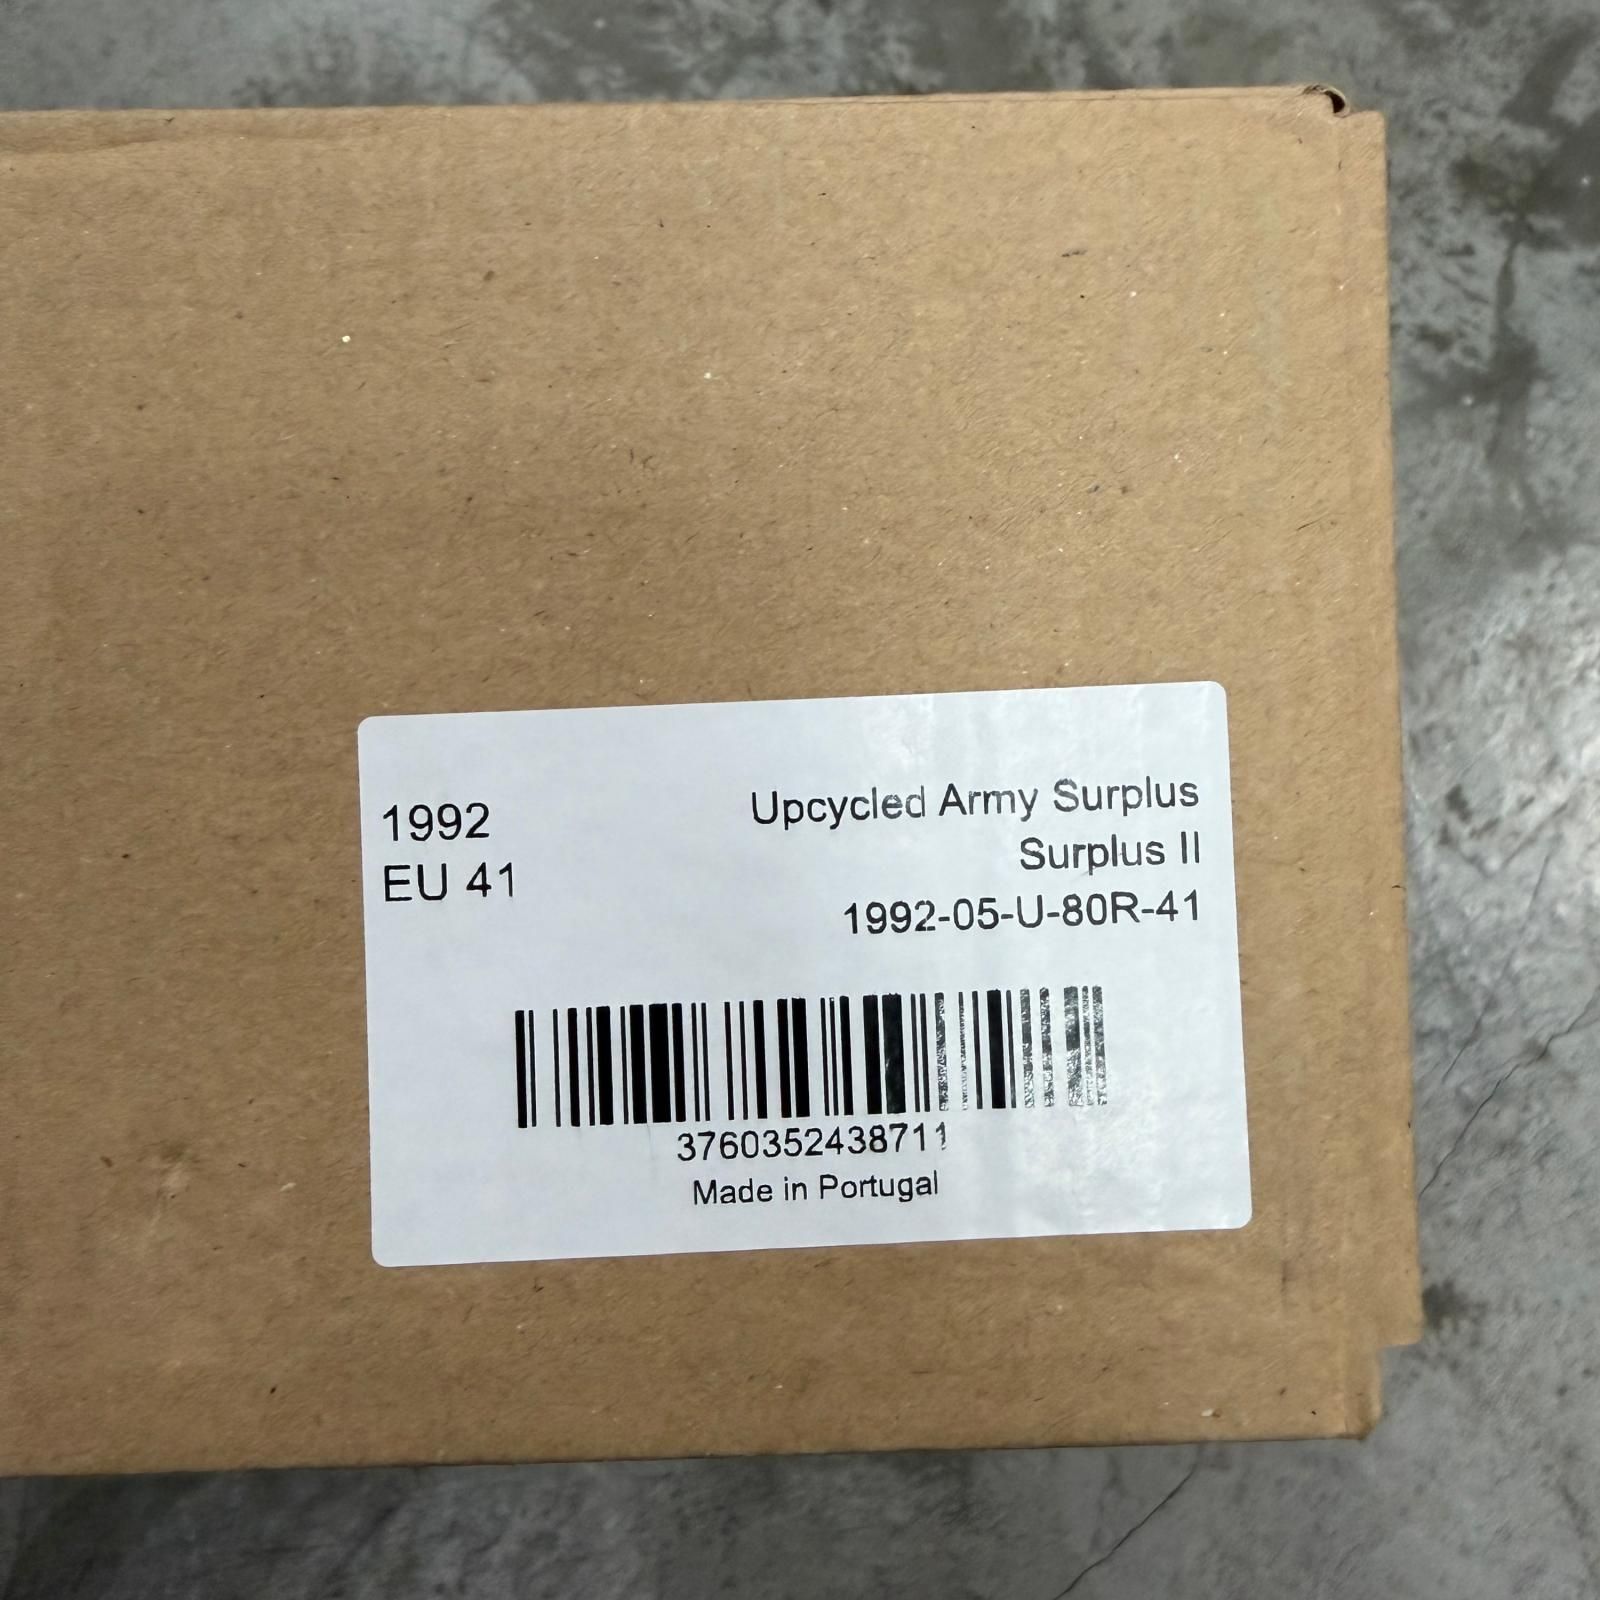 1992
EU 41
Upcycled Army Surplus
Surplus II
1992-05-U-80R-41
3760352438711
Made in Portugal